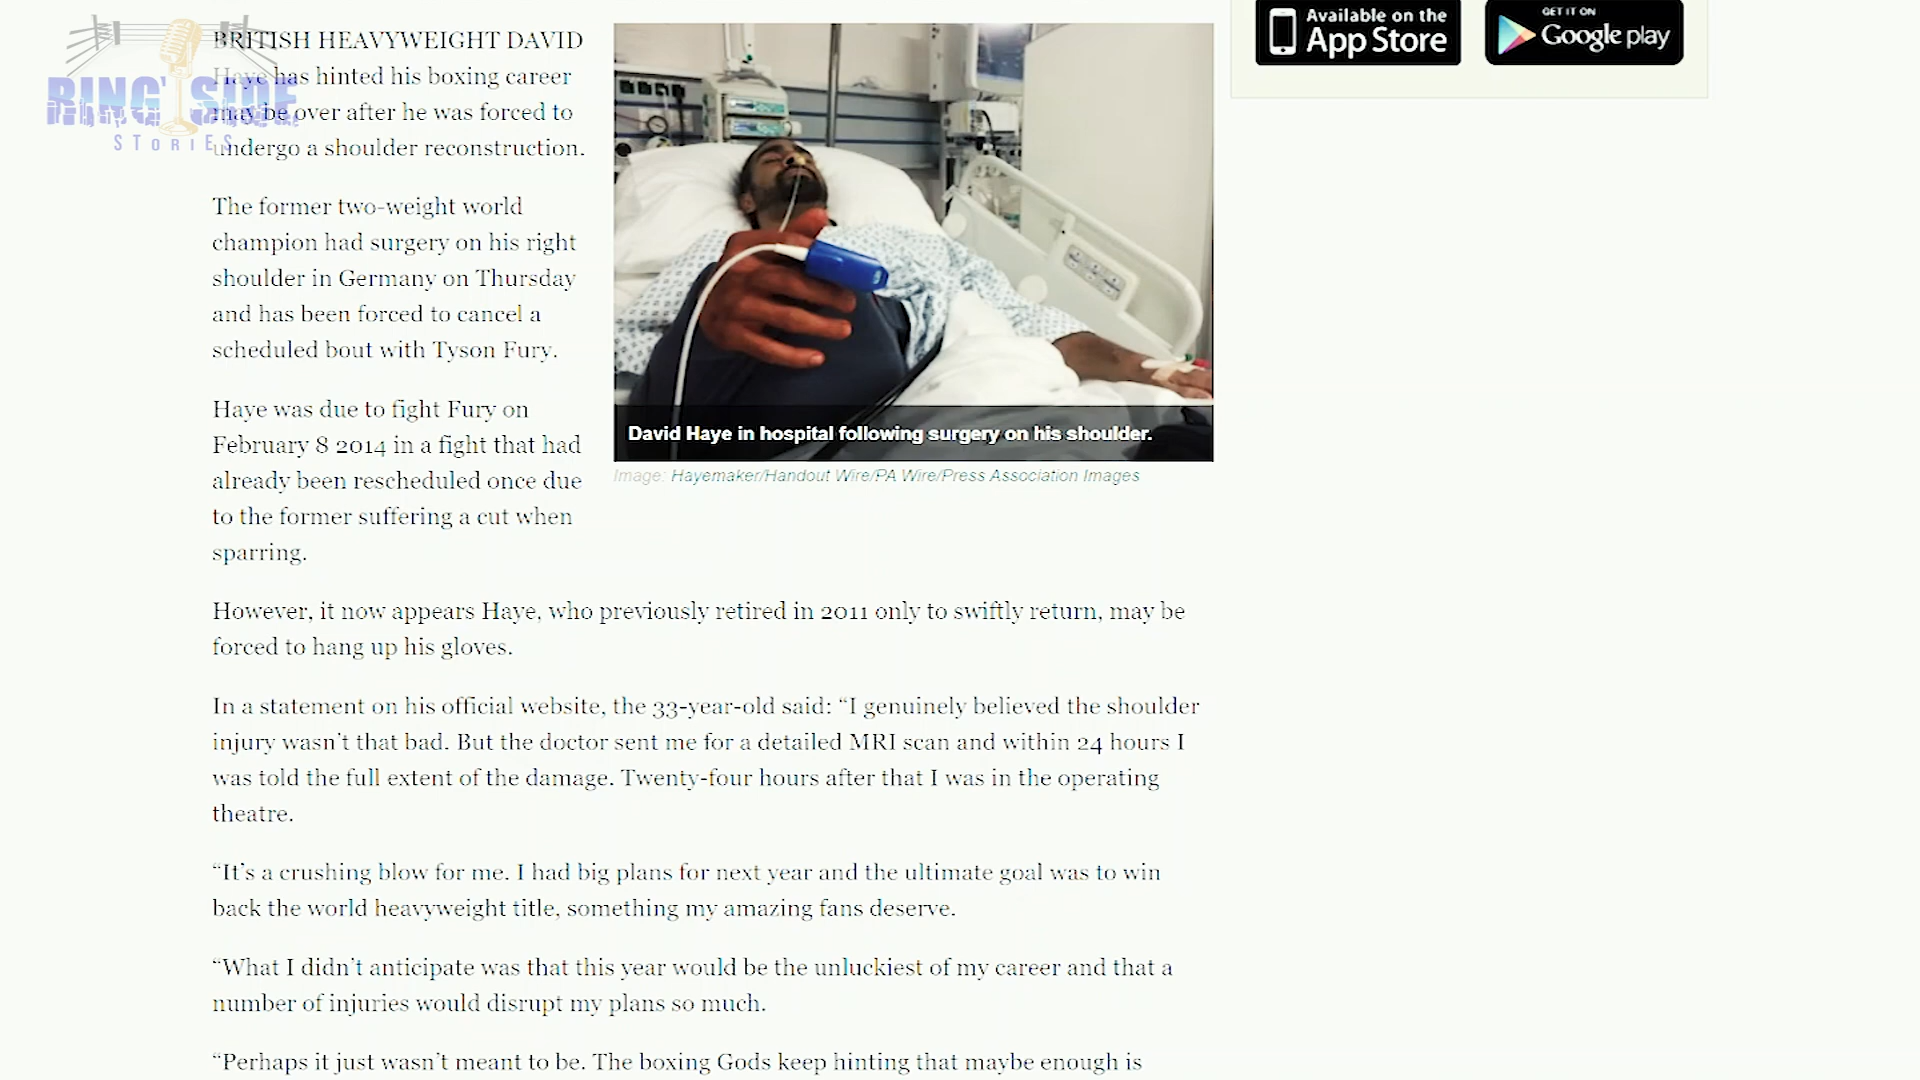 RING SIDE
STORIES
BRITISH HEAVYWEIGHT DAVID
Haye has hinted his boxing career
may be over after he was forced to
undergo a shoulder reconstruction.
The former two-weight world
champion had surgery on his right
shoulder in Germany on Thursday
and has been forced to cancel a
scheduled bout with Tyson Fury.
Haye was due to fight Fury on
February 8 2014 in a fight that had
already been rescheduled once due
to the former suffering a cut when
sparring.
David Haye in hospital following surgery on his shoulder.
Image: Hayemaker/Handout Wire/PA Wire/Press Association Images
Available on the
App Store
GET IT ON
Google play
However, it now appears Haye, who previously retired in 2011 only to swiftly return, may be
forced to hang up his gloves.
In a statement on his official website, the 33-year-old said: “I genuinely believed the shoulder
injury wasn’t that bad. But the doctor sent me for a detailed MRI scan and within 24 hours I
was told the full extent of the damage. Twenty-four hours after that I was in the operating
theatre.
“It’s a crushing blow for me. I had big plans for next year and the ultimate goal was to win
back the world heavyweight title, something my amazing fans deserve.
“What I didn’t anticipate was that this year would be the unluckiest of my career and that a
number of injuries would disrupt my plans so much.
“Perhaps it just wasn’t meant to be. The boxing Gods keep hinting that maybe enough is